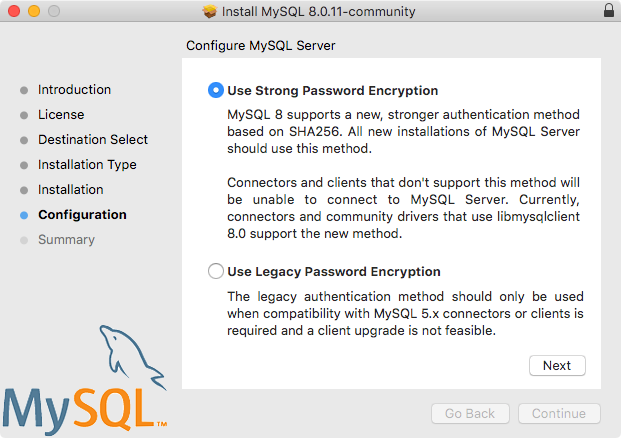 Install MySQL 8.0.11-community
Configure MySQL Server
Introduction
License
Destination Select
Installation Type
Installation
Configuration
Summary
Use Strong Password Encryption
MySQL 8 supports a new, stronger authentication method
based on SHA256. All new installations of MySQL Server
should use this method.
Connectors and clients that don't support this method will
be unable to connect to MySQL Server. Currently,
connectors and community drivers that use libmysqlclient
8.0 support the new method.
Use Legacy Password Encryption
The legacy authentication method should only be used
when compatibility with MySQL 5.x connectors or clients is
required and a client upgrade is not feasible.
Next
MySQL™
Go Back
Continue